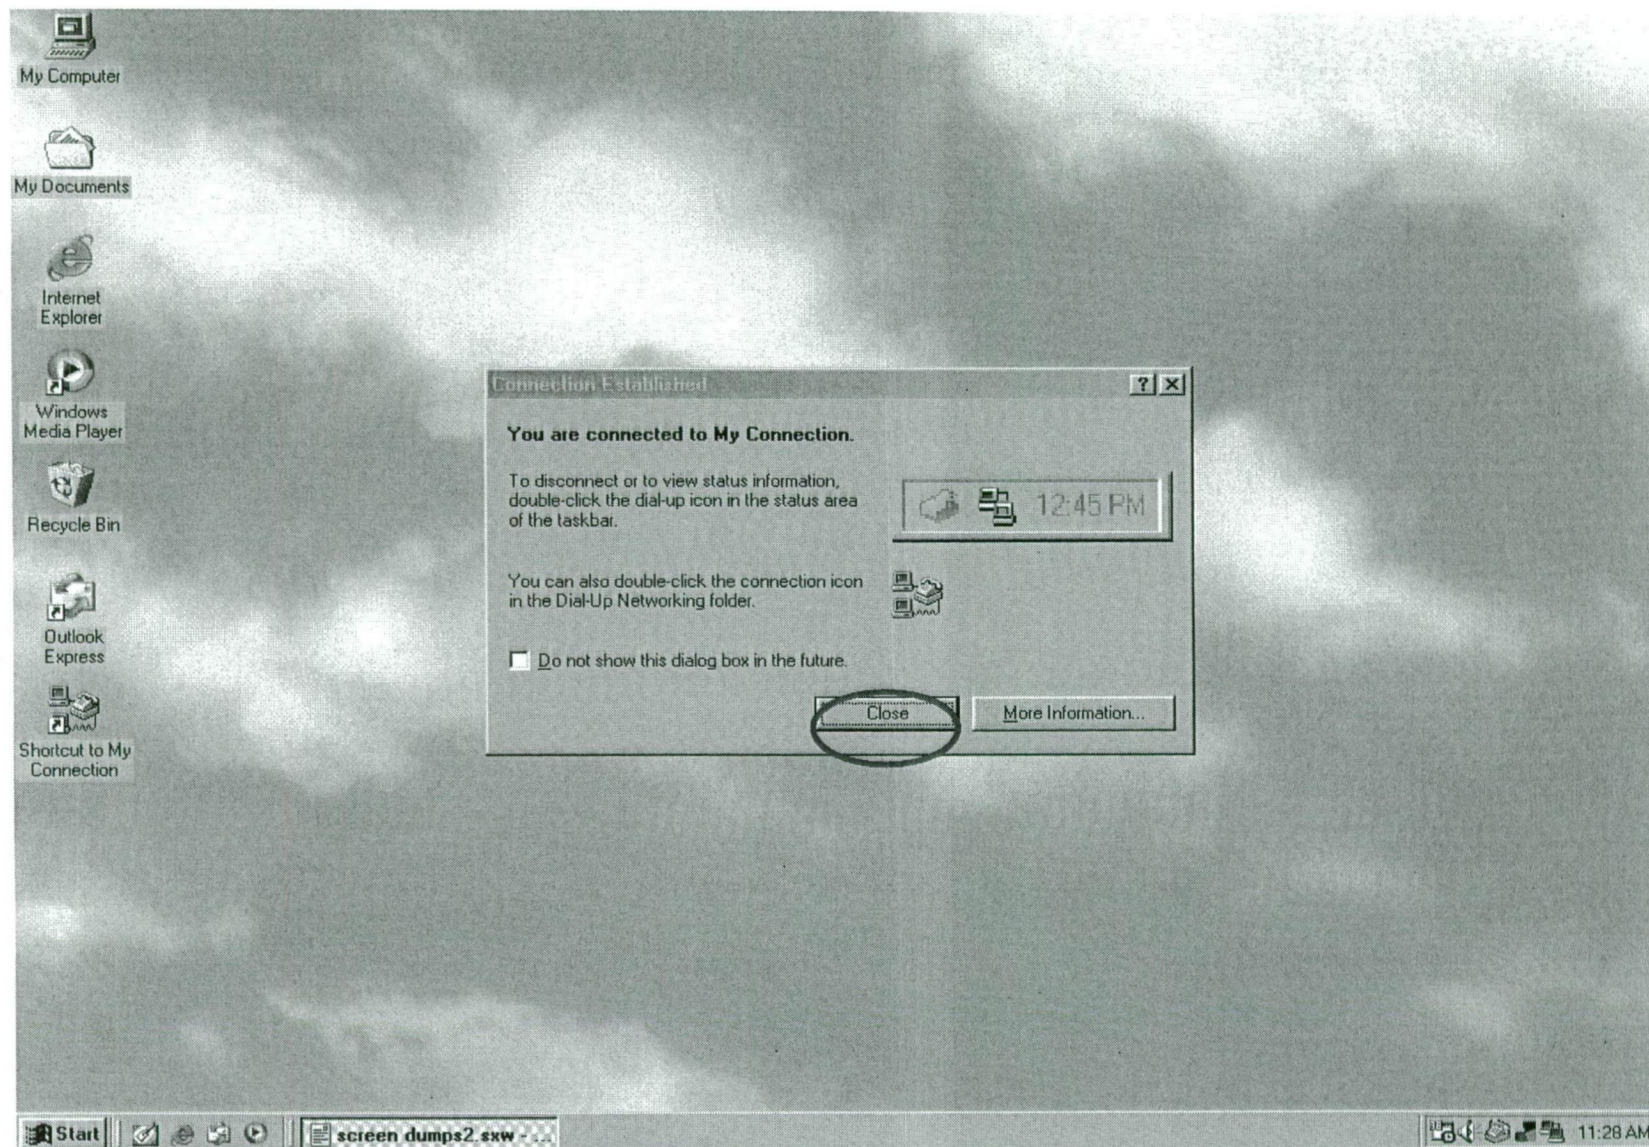 My Computer
My Documents
Internet
Explorer
Windows
Media Player
Recycle Bin
Outlook
Express
Shortcut to My
Connection
Connection Established
You are connected to My Connection.
To disconnect or to view status information,
double-click the dial-up icon in the status area
of the taskbar.
12:45 PM
You can also double-click the connection icon
in the Dial-Up Networking folder.
Do not show this dialog box in the future.
Close
More Information...
Start
screen dumps2.sxw - ...
11:28 AM